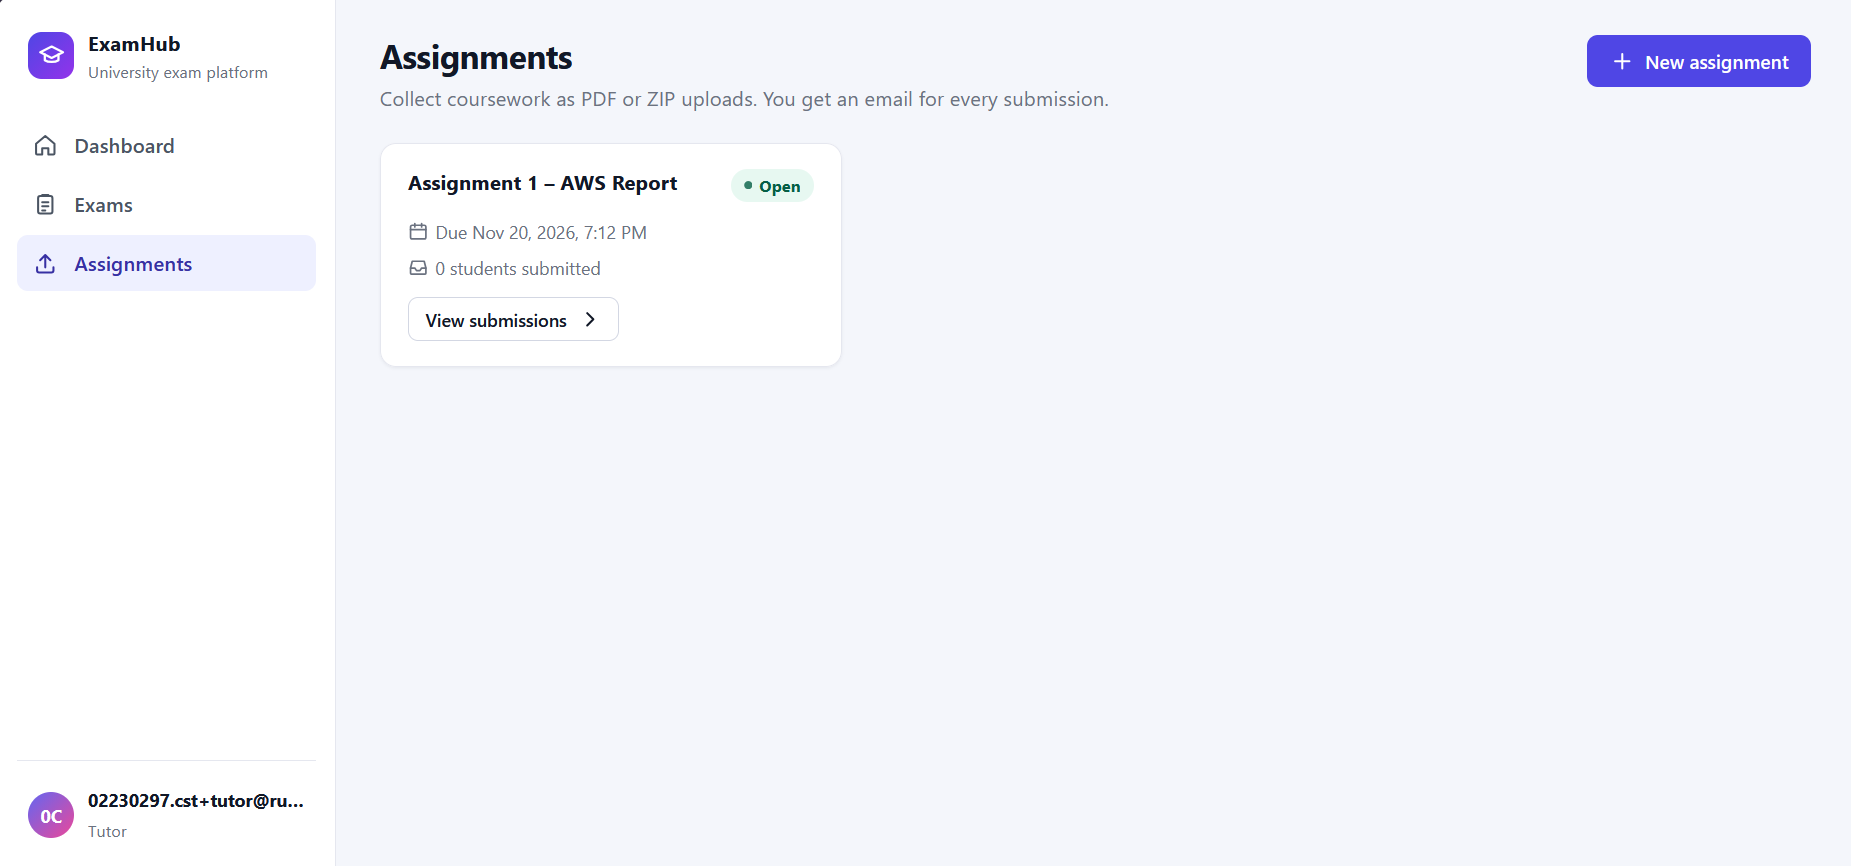 ExamHub
University exam platform
Dashboard
Exams
Assignments
0C
02230297.cst+tutor@ru...
Tutor
Assignments
Collect coursework as PDF or ZIP uploads. You get an email for every submission.
New assignment
Assignment 1 – AWS Report
Open
Due Nov 20, 2026, 7:12 PM
0 students submitted
View submissions